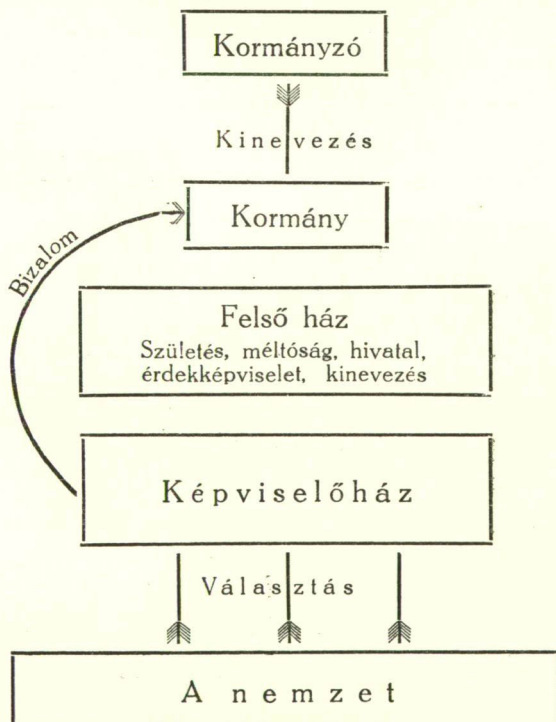 Kormányzó
Kinevezés
Kormány
Bizalom
Felső ház
Születés, méltóság, hivatal,
érdekképviselet, kinevezés
Képviselőház
Választás
A nemzet